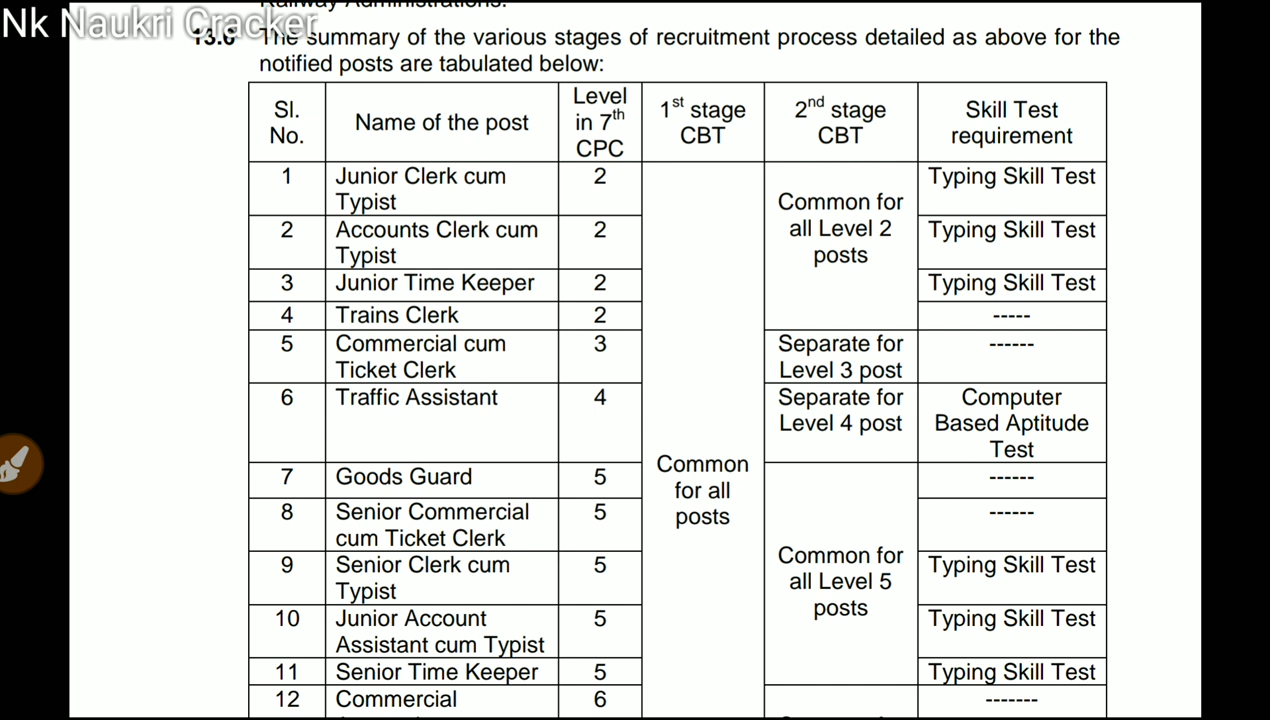 Railway Administrations.
Nk Naukri Cracker
13.6 The summary of the various stages of recruitment process detailed as above for the
notified posts are tabulated below:
Sl. No. Name of the post Level in 7th CPC 1st stage CBT 2nd stage CBT Skill Test requirement
1 Junior Clerk cum Typist 2 Typing Skill Test
Common for all Level 2 posts
2 Accounts Clerk cum Typist 2 Typing Skill Test
3 Junior Time Keeper 2 Typing Skill Test
4 Trains Clerk 2 -----
5 Commercial cum Ticket Clerk 3 Separate for Level 3 post ------
6 Traffic Assistant 4 Separate for Level 4 post Computer Based Aptitude Test
Common for all posts
7 Goods Guard 5 ------
8 Senior Commercial cum Ticket Clerk 5 ------
Common for all Level 5 posts
9 Senior Clerk cum Typist 5 Typing Skill Test
10 Junior Account Assistant cum Typist 5 Typing Skill Test
11 Senior Time Keeper 5 Typing Skill Test
12 Commercial 6 -------